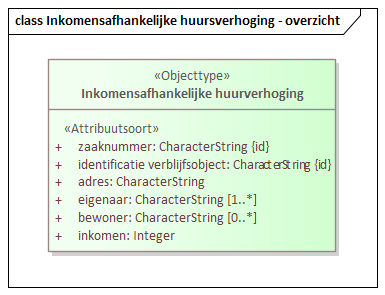 class Inkomensafhankelijke huursverhoging - overzicht
«Objecttype»
Inkomensafhankelijke huurverhoging
«Attribuutsoort»
+ zaaknummer: CharacterString {id}
+ identificatie verblijfsobject: CharacterString {id}
+ adres: CharacterString
+ eigenaar: CharacterString [1..*]
+ bewoner: CharacterString [0..*]
+ inkomen: Integer